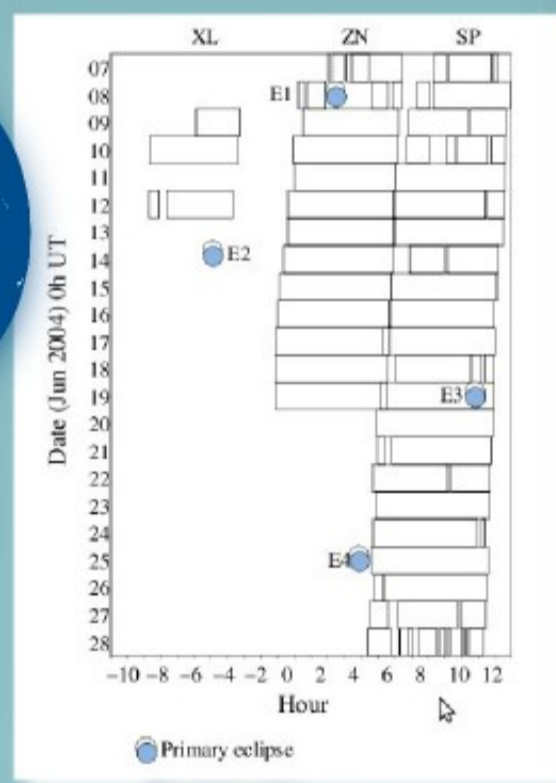 XL ZN SP
07
08
E1
09
10
11
12
13
E2
14
15
16
17
18
E3
19
20
21
22
23
24
E4
25
26
27
28
Date (Jun 2004) 0h UT
−10 −8 −6 −4 −2 0 2 4 6 8 10 12
Hour
Primary eclipse